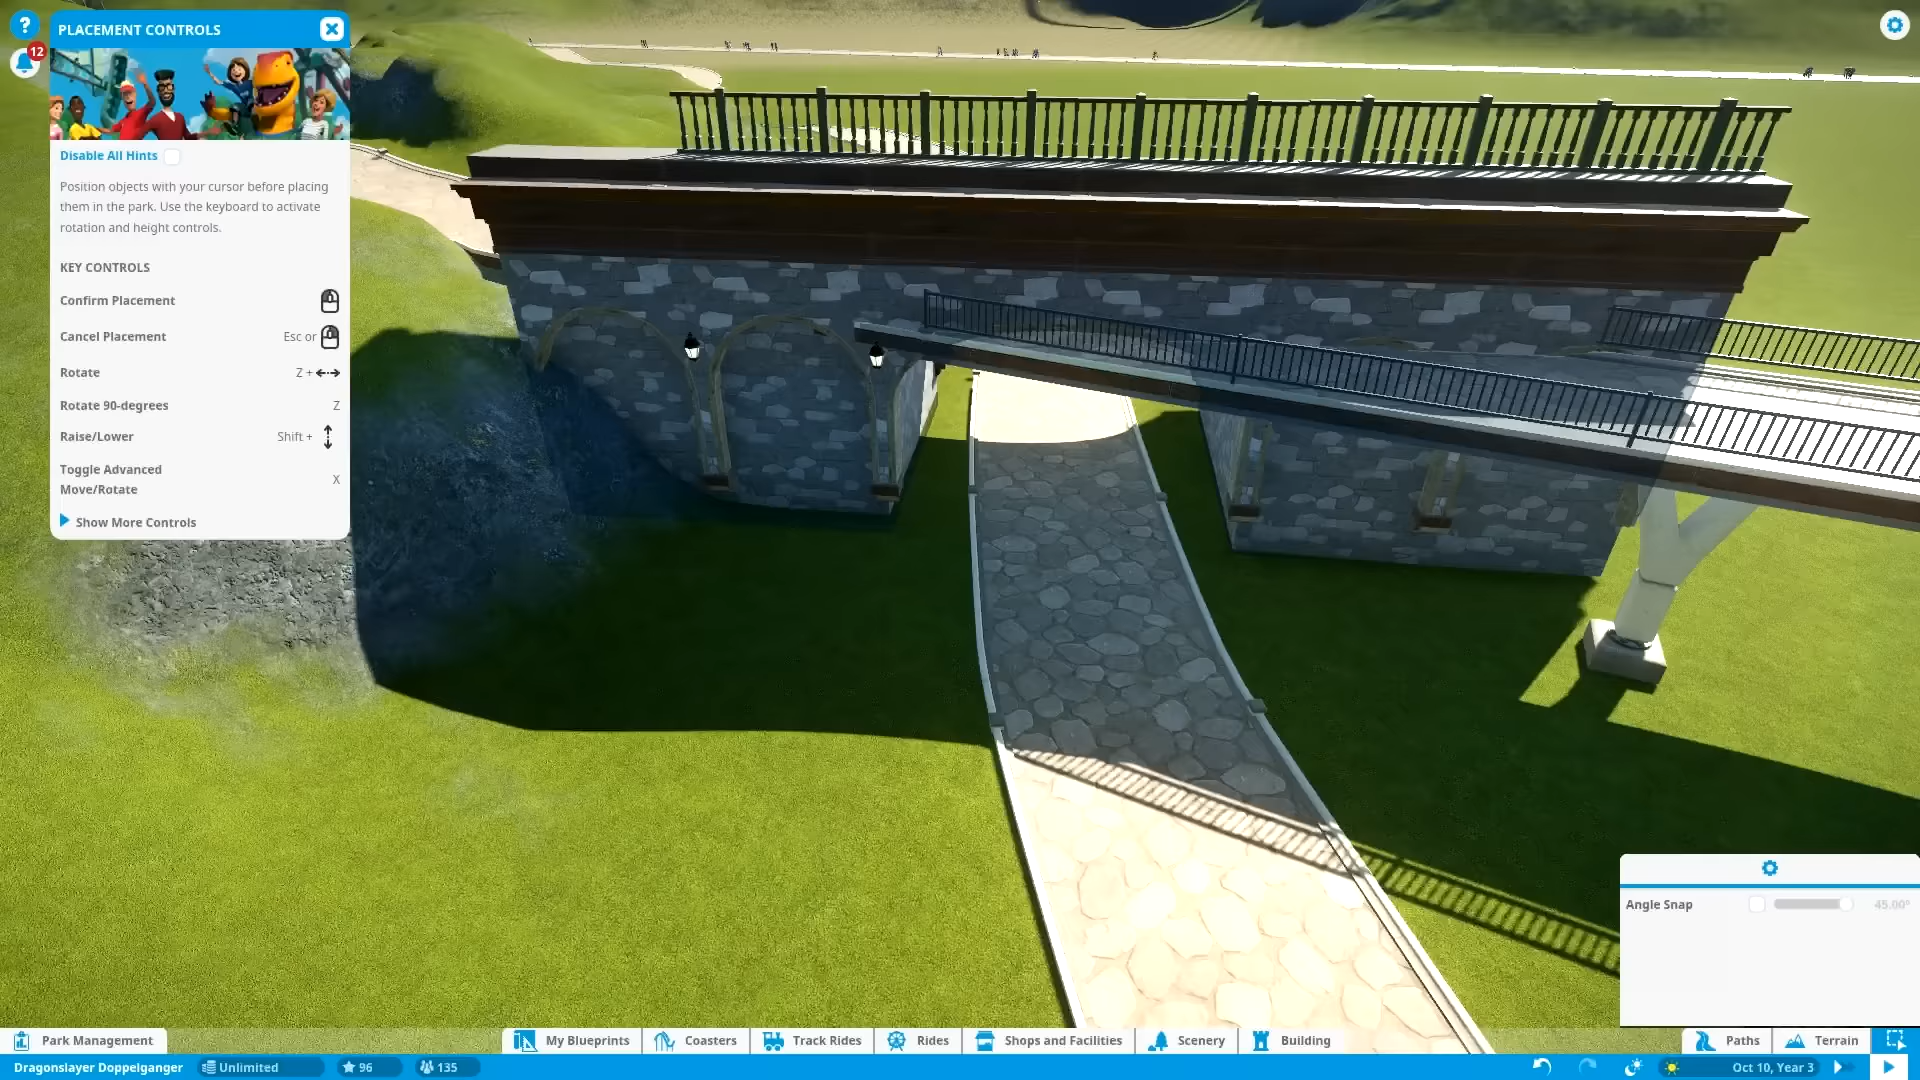 PLACEMENT CONTROLS
12
Disable All Hints
Position objects with your cursor before placing
them in the park. Use the keyboard to activate
rotation and height controls.
KEY CONTROLS
Confirm Placement
Cancel Placement Esc or
Rotate Z +
Rotate 90-degrees Z
Raise/Lower Shift +
Toggle Advanced
Move/Rotate X
Show More Controls
Angle Snap 45.00°
Park Management My Blueprints Coasters Track Rides Rides Shops and Facilities Scenery Building Paths Terrain
Dragonslayer Doppelganger Unlimited 96 135 Oct 10, Year 3